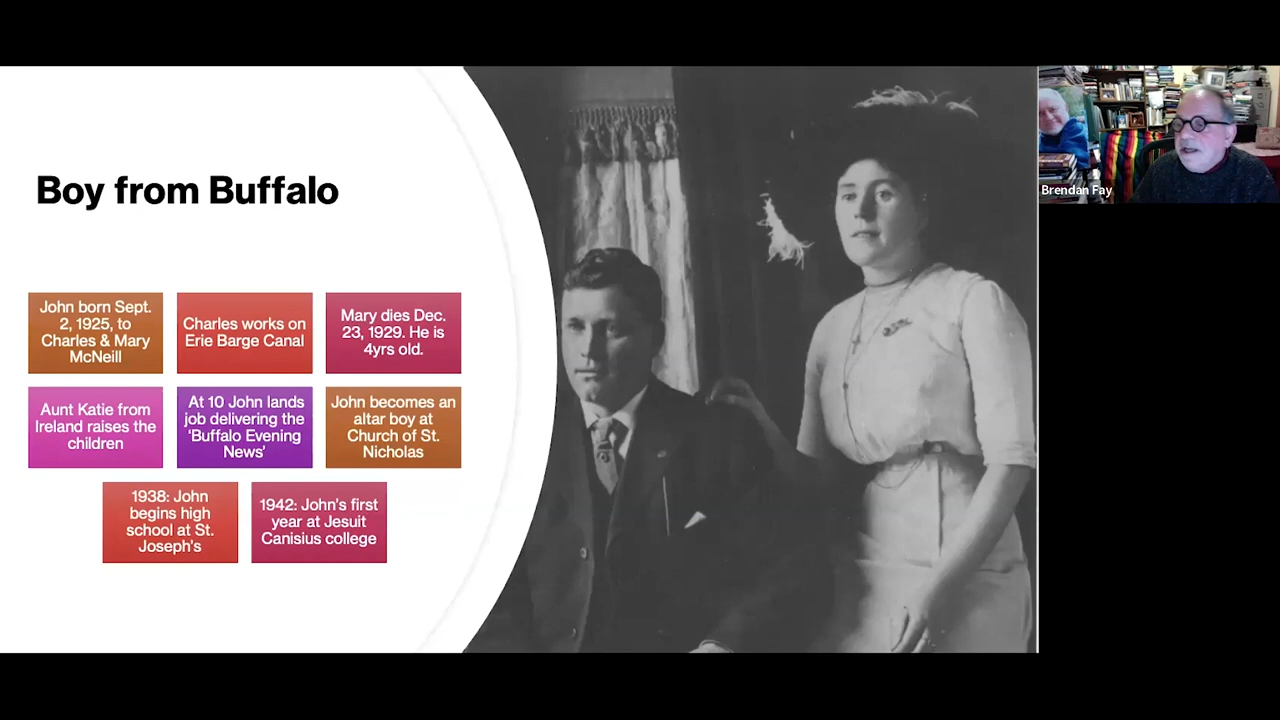 Boy from Buffalo
John born Sept.
2, 1925, to
Charles & Mary
McNeill
Charles works on
Erie Barge Canal
Mary dies Dec.
23, 1929. He is
4yrs old.
Aunt Katie from
Ireland raises the
children
At 10 John lands
job delivering the
‘Buffalo Evening
News’
John becomes an
altar boy at
Church of St.
Nicholas
1938: John
begins high
school at St.
Joseph’s
1942: John’s first
year at Jesuit
Canisius college
Brendan Fay